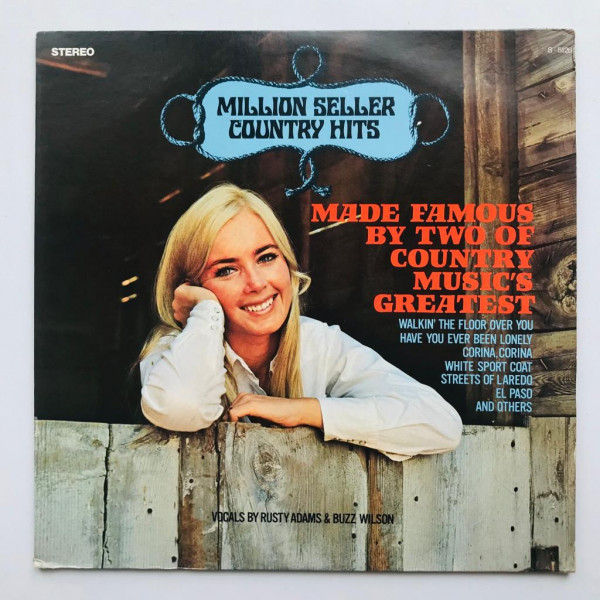 STEREO
MILLION SELLER
COUNTRY HITS
MADE FAMOUS
BY TWO OF
COUNTRY
MUSIC'S
GREATEST
WALKIN' THE FLOOR OVER YOU
HAVE YOU EVER BEEN LONELY
CORINA, CORINA
WHITE SPORT COAT
STREETS OF LAREDO
EL PASO
AND OTHERS
VOCALS BY RUSTY ADAMS & BUZZ WILSON